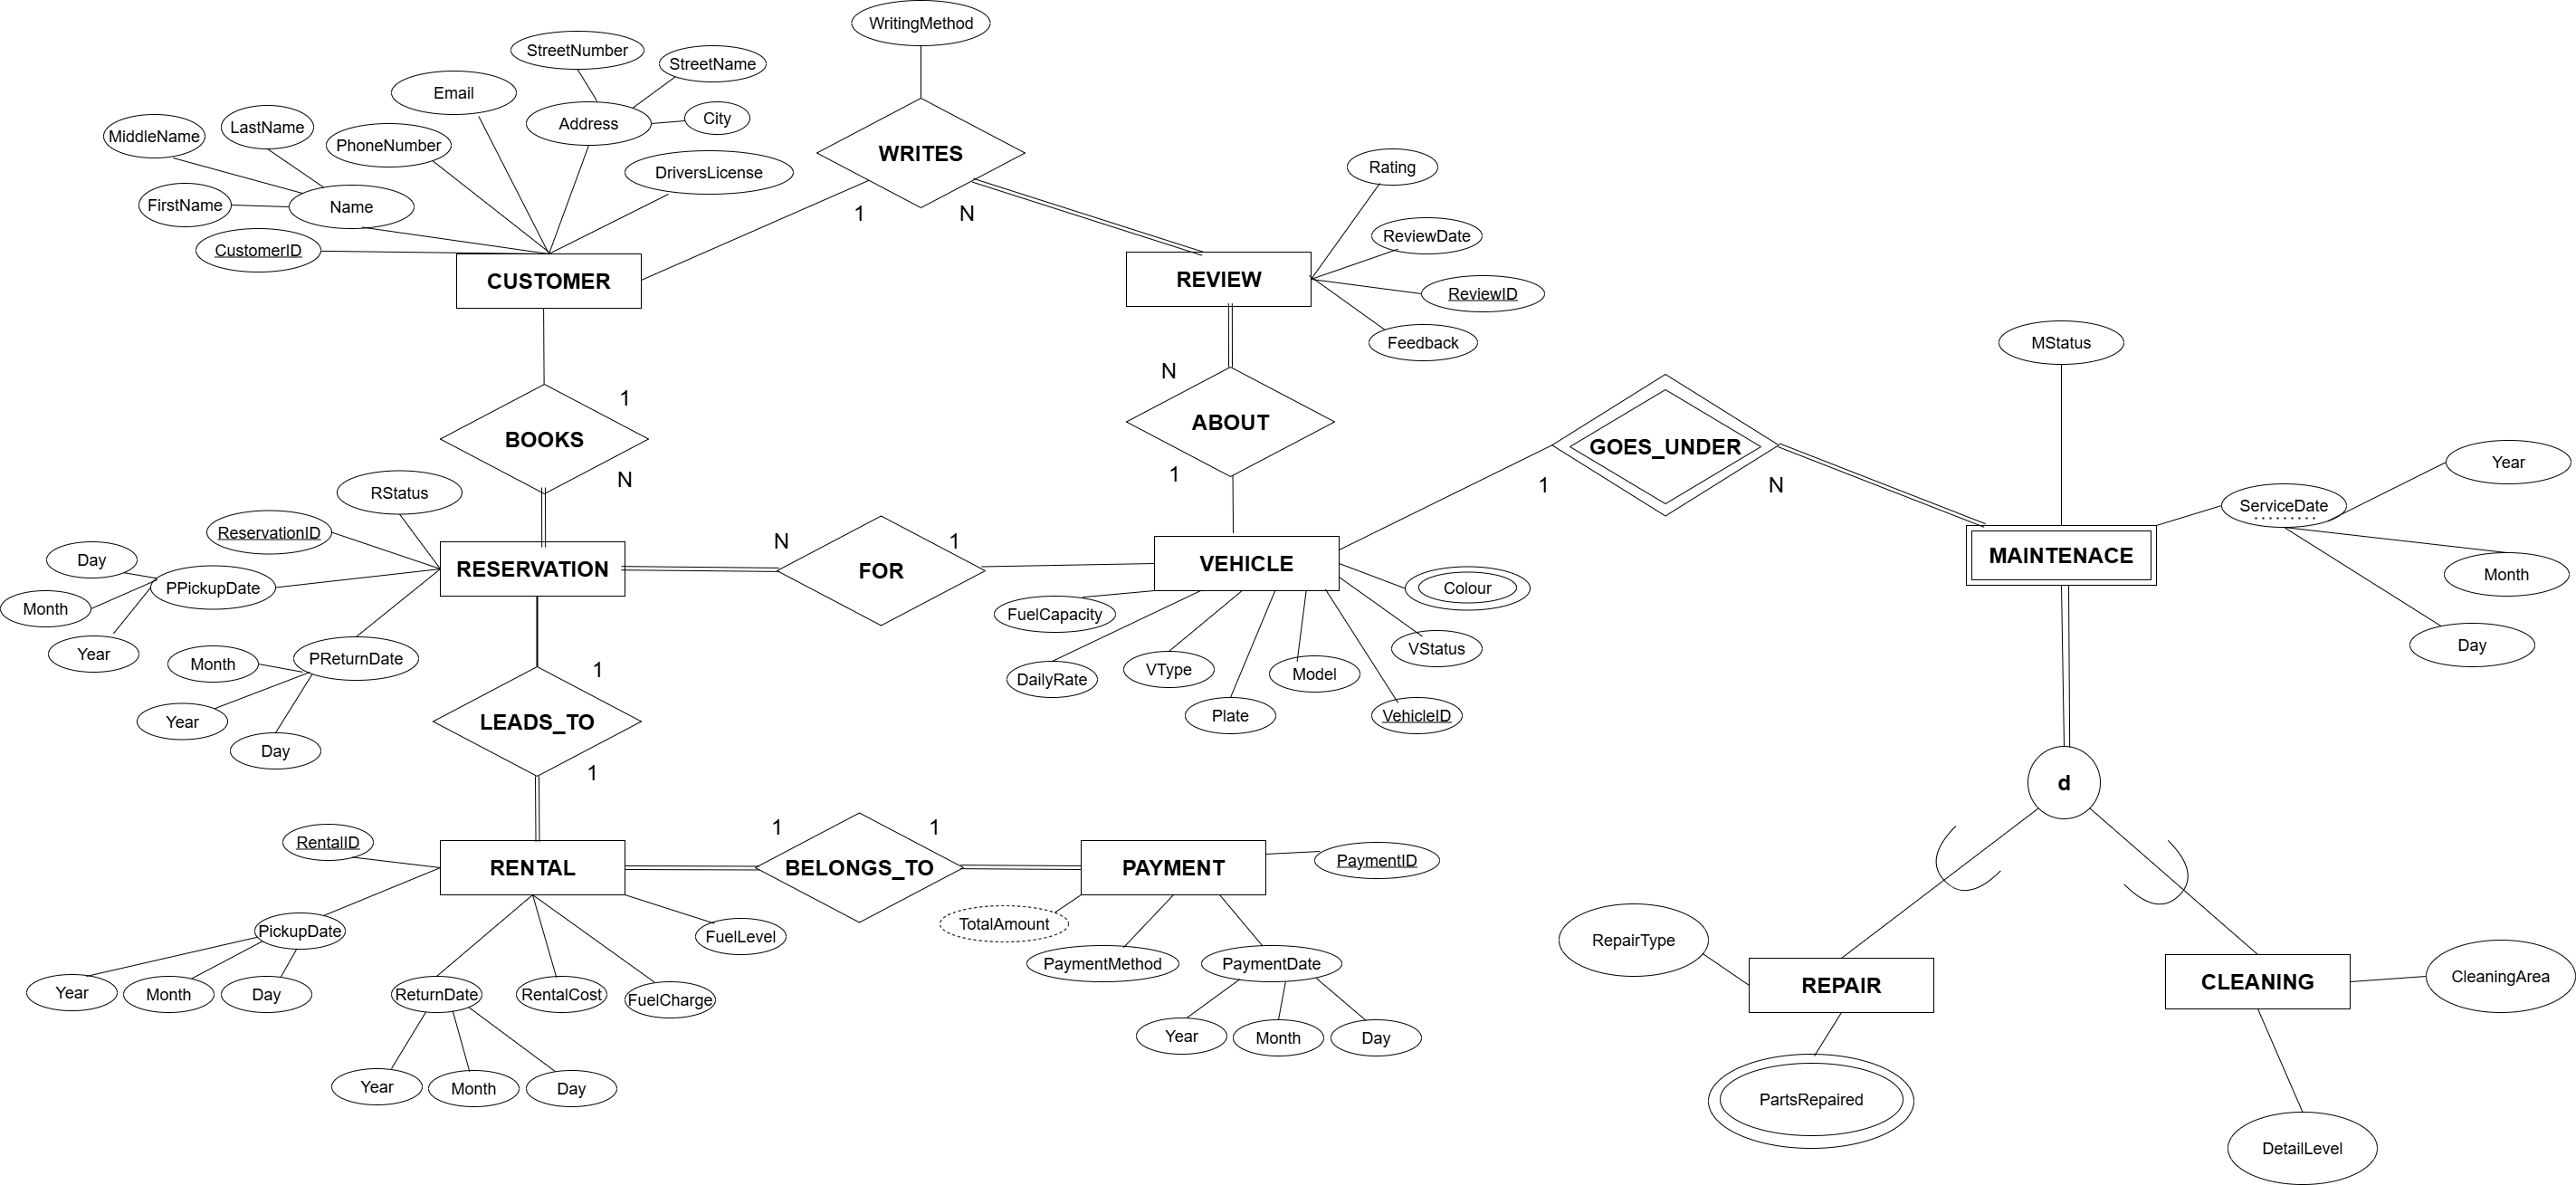 WritingMethod
StreetNumber
StreetName
Email
Address
City
MiddleName
LastName
PhoneNumber
WRITES
DriversLicense
Rating
FirstName
Name
1
N
ReviewDate
CustomerID
CUSTOMER
REVIEW
ReviewID
Feedback
MStatus
N
1
ABOUT
BOOKS
GOES_UNDER
Year
1
N
1
N
RStatus
ServiceDate
ReservationID
N
1
Day
PPickupDate
RESERVATION
FOR
VEHICLE
MAINTENACE
Month
Colour
Month
FuelCapacity
Year
Month
PReturnDate
VStatus
Day
1
DailyRate
VType
Model
Year
LEADS_TO
Plate
VehicleID
Day
1
d
1
1
RentalID
RENTAL
BELONGS_TO
PAYMENT
PaymentID
PickupDate
FuelLevel
TotalAmount
RepairType
PaymentMethod
PaymentDate
CleaningArea
REPAIR
CLEANING
Year
Month
Day
ReturnDate
RentalCost
FuelCharge
Year
Month
Day
Year
Month
Day
PartsRepaired
DetailLevel